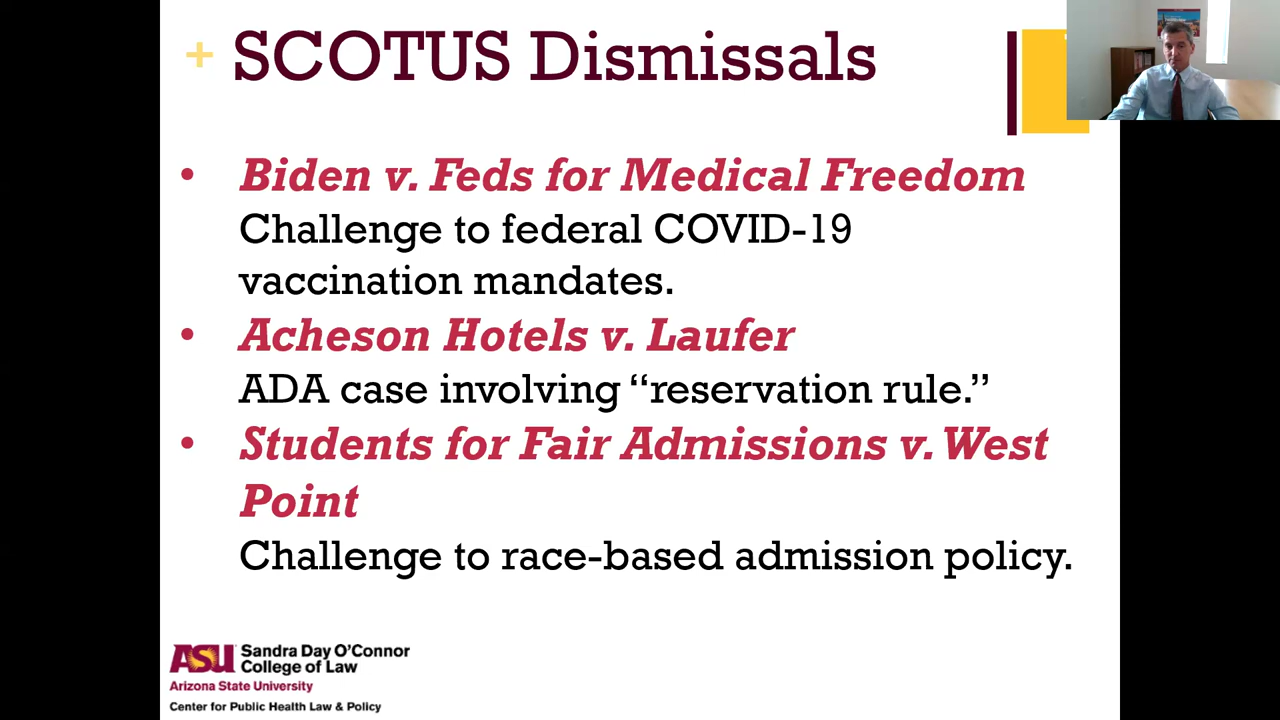 + SCOTUS Dismissals
• Biden v. Feds for Medical Freedom
Challenge to federal COVID-19
vaccination mandates.
• Acheson Hotels v. Laufer
ADA case involving “reservation rule.”
• Students for Fair Admissions v. West
Point
Challenge to race-based admission policy.
ASU Sandra Day O’Connor
College of Law
Arizona State University
Center for Public Health Law & Policy